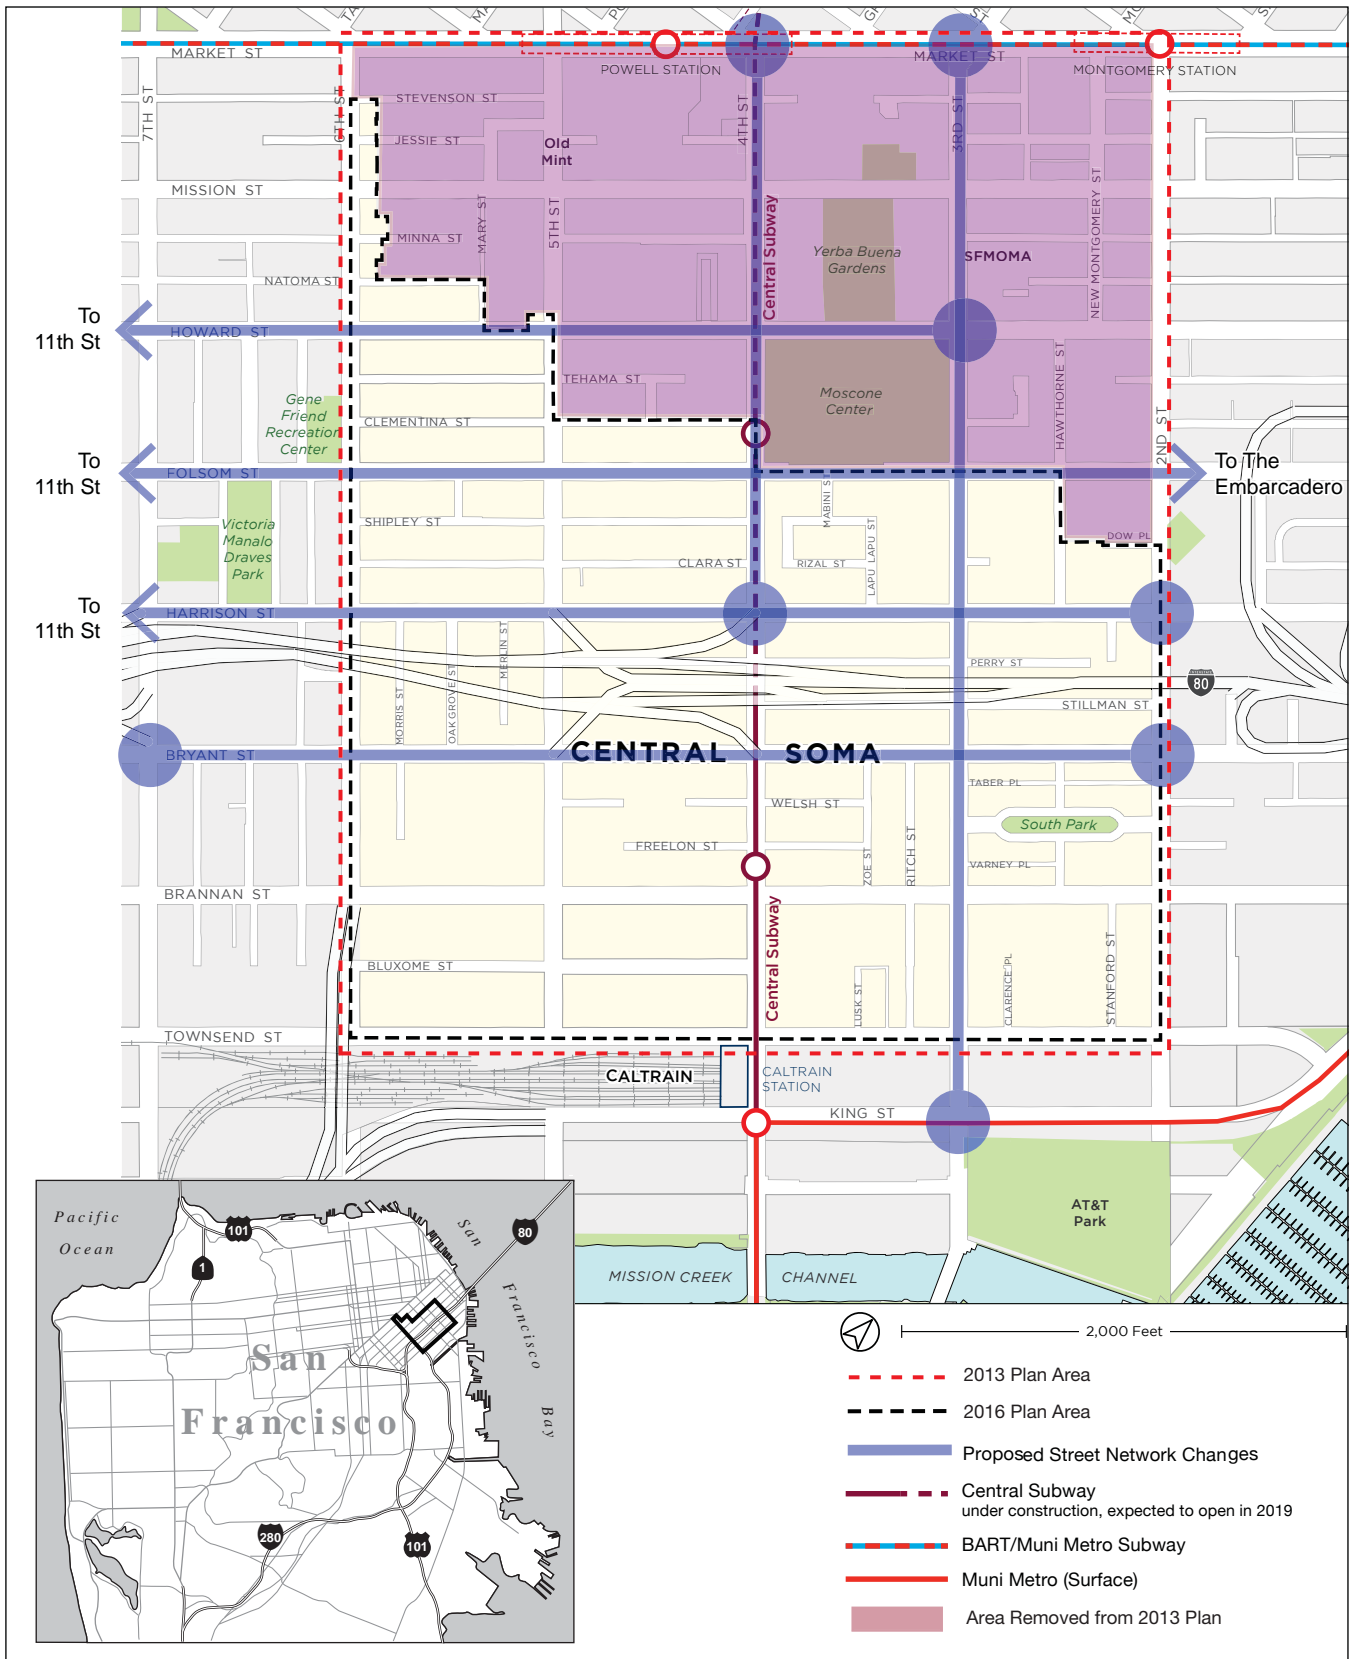 MARKET ST
POWELL STATION
MARKET ST
MONTGOMERY STATION
7TH ST
6TH ST
STEVENSON ST
4TH ST
3RD ST
JESSIE ST
Old
Mint
MISSION ST
MARY ST
5TH ST
Central Subway
NEW MONTGOMERY ST
MINNA ST
Yerba Buena
Gardens
SFMOMA
NATOMA ST
To
11th St
HOWARD ST
TEHAMA ST
HAWTHORNE ST
Moscone
Center
Gene
Friend
Recreation
Center
CLEMENTINA ST
2ND ST
To
11th St
FOLSOM ST
To The
Embarcadero
MABINI S
SHIPLEY ST
Victoria
Manalo
Draves
Park
LAPU LAPU ST
DOW PL
CLARA ST
RIZAL ST
To
11th St
HARRISON ST
MERLIN ST
PERRY ST
80
MORRIS ST
OAK GROVE ST
STILLMAN ST
BRYANT ST
CENTRAL SOMA
TABER PL
WELSH ST
South Park
FREELON ST
ZOE ST
RITCH ST
VARNEY PL
BRANNAN ST
Central Subway
BLUXOME ST
LUSK ST
CLARENCE PL
STANFORD ST
TOWNSEND ST
CALTRAIN
CALTRAIN
STATION
KING ST
AT&T
Park
MISSION CREEK CHANNEL
Pacific
Ocean
101
1
San
Francisco
Bay
80
San
Francisco
280
101
2,000 Feet
2013 Plan Area
2016 Plan Area
Proposed Street Network Changes
Central Subway
under construction, expected to open in 2019
BART/Muni Metro Subway
Muni Metro (Surface)
Area Removed from 2013 Plan